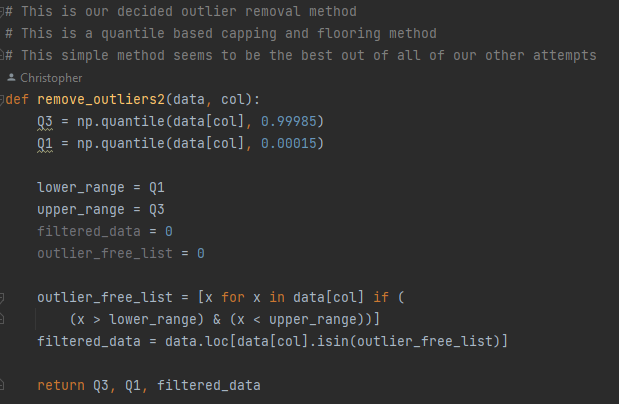 # This is our decided outlier removal method
# This is a quantile based capping and flooring method
# This simple method seems to be the best out of all of our other attempts
Christopher
def remove_outliers2(data, col):
    Q3 = np.quantile(data[col], 0.99985)
    Q1 = np.quantile(data[col], 0.00015)
    lower_range = Q1
    upper_range = Q3
    filtered_data = 0
    outlier_free_list = 0
    outlier_free_list = [x for x in data[col] if (
        (x > lower_range) & (x < upper_range))]
    filtered_data = data.loc[data[col].isin(outlier_free_list)]
    return Q3, Q1, filtered_data